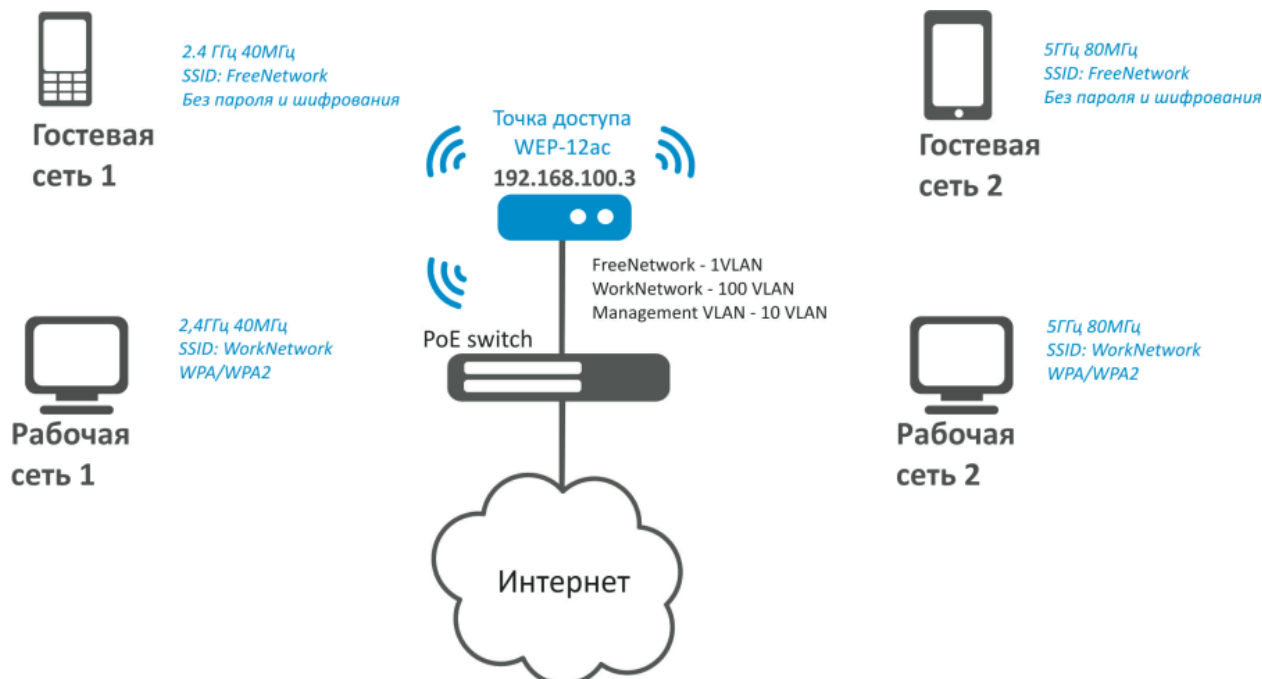 2.4 ГГц 40МГц
SSID: FreeNetwork
Без пароля и шифрования
Гостевая
сеть 1
Точка доступа
WEP-12ac
192.168.100.3
5ГГц 80МГц
SSID: FreeNetwork
Без пароля и шифрования
Гостевая
сеть 2
FreeNetwork - 1VLAN
WorkNetwork - 100 VLAN
Management VLAN - 10 VLAN
2,4ГГц 40МГц
SSID: WorkNetwork
WPA/WPA2
Рабочая
сеть 1
PoE switch
5ГГц 80МГц
SSID: WorkNetwork
WPA/WPA2
Рабочая
сеть 2
Интернет